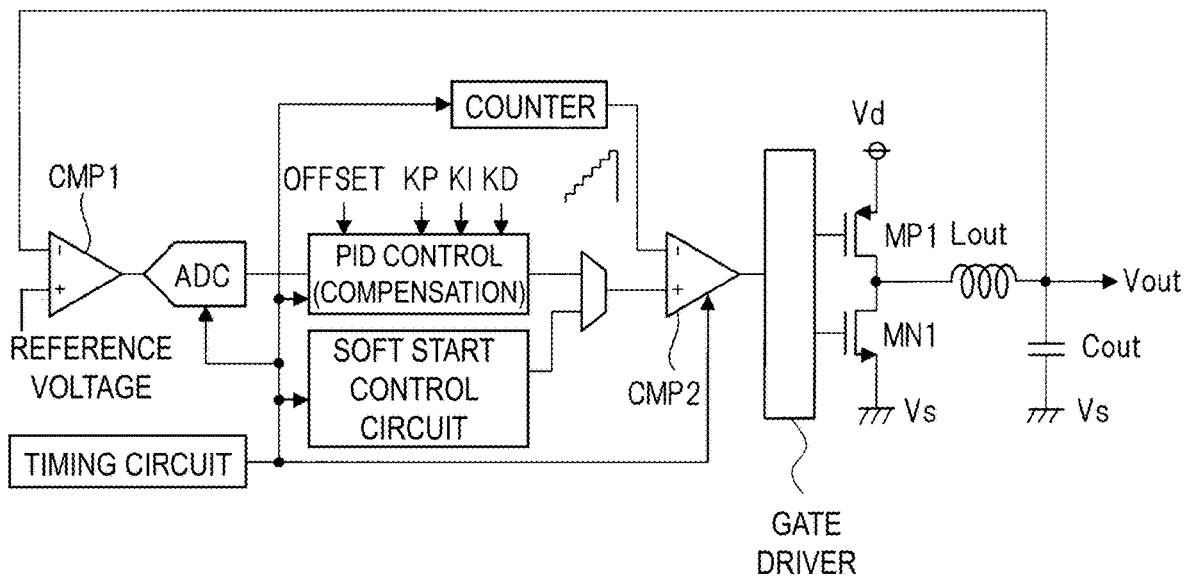 COUNTER
Vd
CMP1
OFFSET KP KI KD
-
+
ADC
PID CONTROL
(COMPENSATION)
-
+
MP1 Lout
Vout
REFERENCE
VOLTAGE
SOFT START
CONTROL
CIRCUIT
CMP2
MN1
Cout
Vs
Vs
TIMING CIRCUIT
GATE
DRIVER